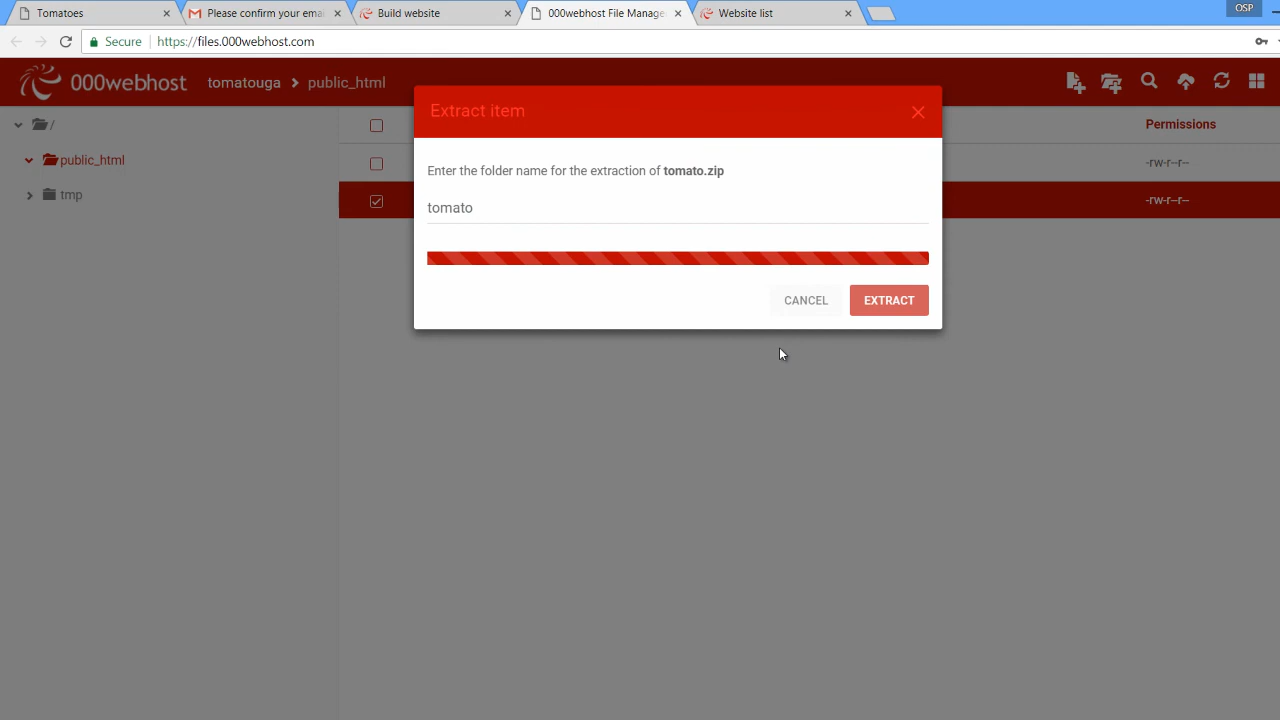 Tomatoes
Please confirm your emai
Build website
000webhost File Manage
Website list
OSP
Secure
https://files.000webhost.com
000webhost
tomatouga
public_html
Extract item
/
Permissions
Enter the folder name for the extraction of tomato.zip
public_html
-rw-r--r--
tmp
tomato
-rw-r--r--
CANCEL
EXTRACT